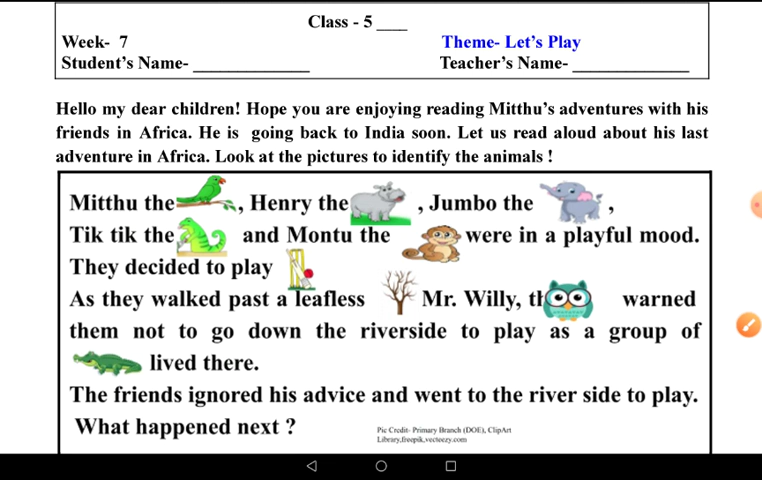 Class - 5 ____
Week- 7
Theme- Let's Play
Student's Name- _____________
Teacher's Name- _____________
Hello my dear children! Hope you are enjoying reading Mitthu's adventures with his
friends in Africa. He is going back to India soon. Let us read aloud about his last
adventure in Africa. Look at the pictures to identify the animals !
Mitthu the , Henry the , Jumbo the ,
Tik tik the and Montu the were in a playful mood.
They decided to play
As they walked past a leafless Mr. Willy, warned
them not to go down the riverside to play as a group of
lived there.
The friends ignored his advice and went to the river side to play.
What happened next ?
Pic Credit- Primary Branch (DOE), ClipArt
Library,freepik,vecteezy.com